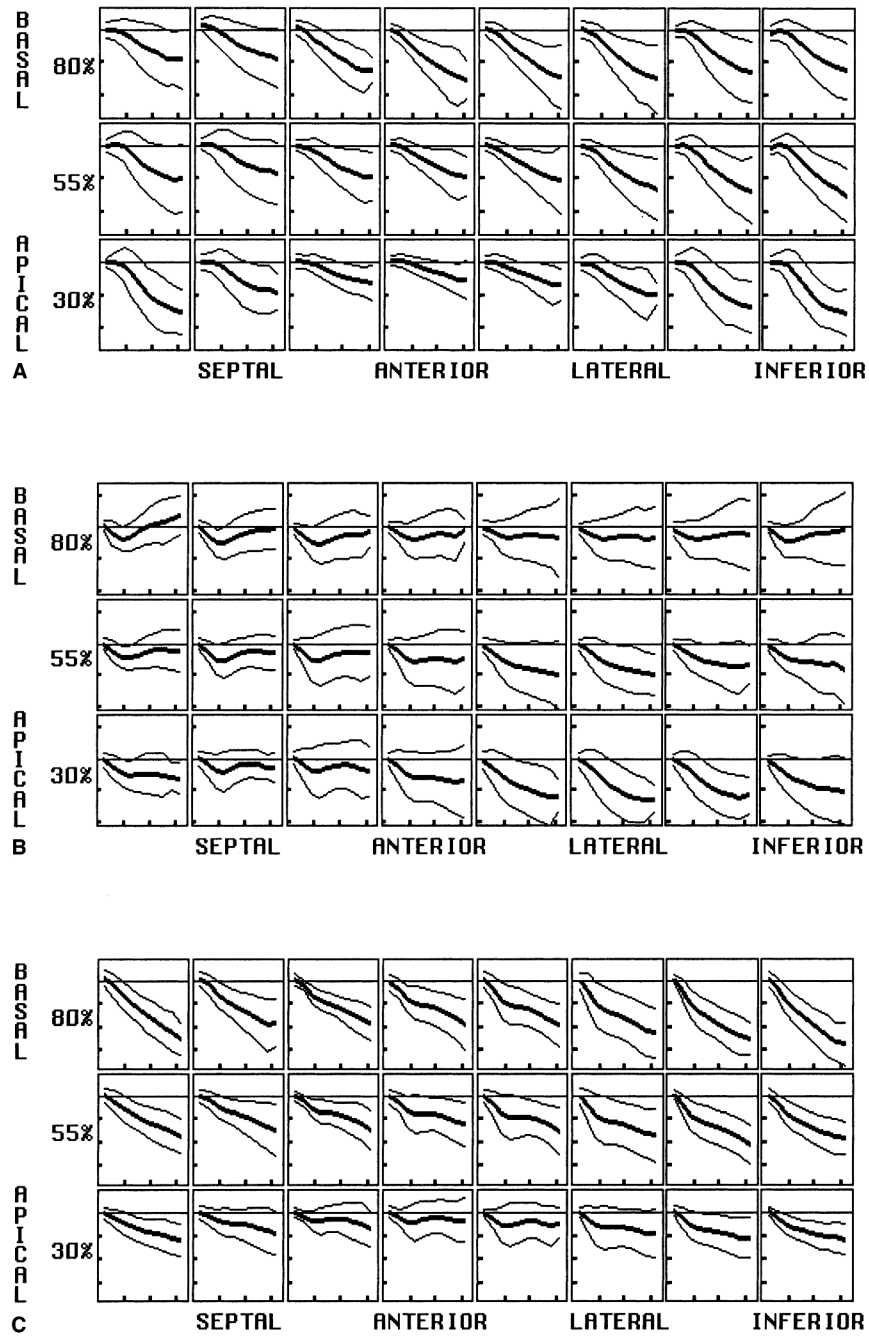 BASAL
80%
55%
APICAL
30%
SEPTAL ANTERIOR LATERAL INFERIOR
A
BASAL
80%
55%
APICAL
30%
SEPTAL ANTERIOR LATERAL INFERIOR
B
BASAL
80%
55%
APICAL
30%
SEPTAL ANTERIOR LATERAL INFERIOR
C